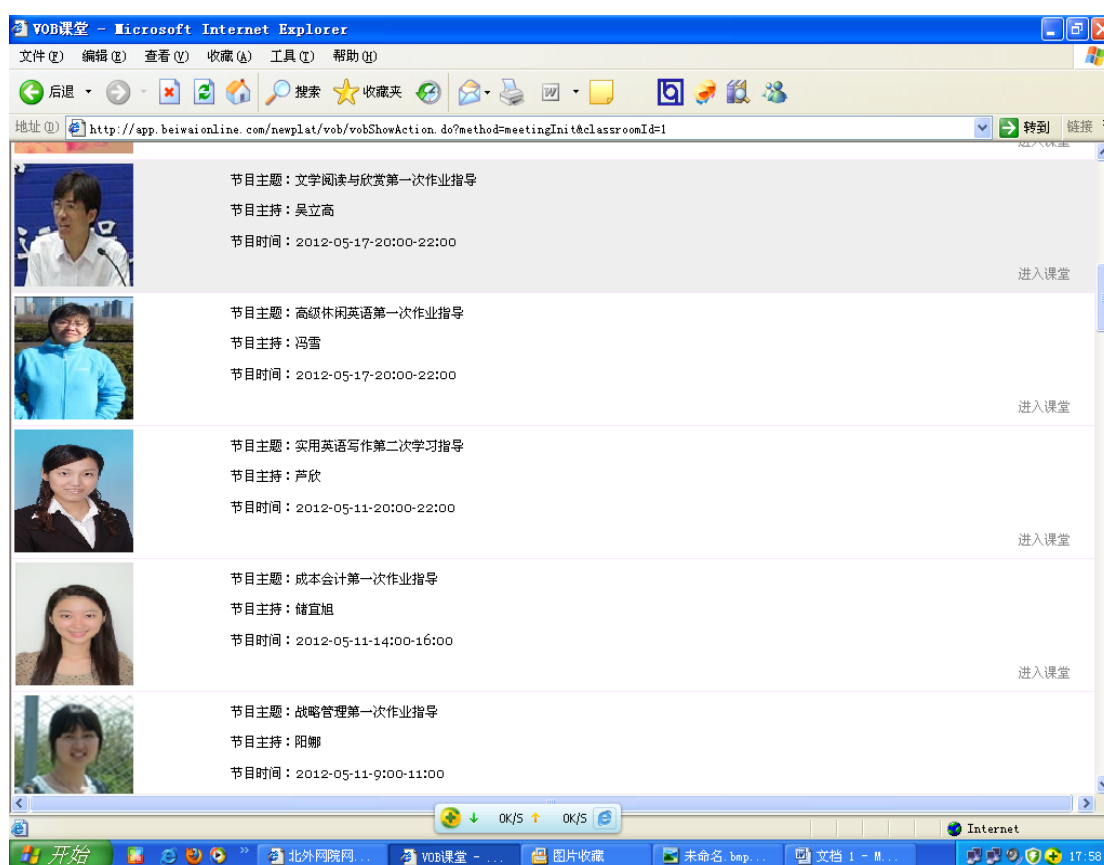 VOB课堂 - Microsoft Internet Explorer
文件(F) 编辑(E) 查看(V) 收藏(A) 工具(T) 帮助(H)
后退 搜索 收藏夹
地址(D) http://app.beiwaionline.com/newplat/vob/vobShowAction.do?method=meetingInit&classroomId=1 转到 链接
进入课堂
节目主题：文学阅读与欣赏第一次作业指导
节目主持：吴立高
节目时间：2012-05-17-20:00-22:00
进入课堂
节目主题：高级休闲英语第一次作业指导
节目主持：冯雪
节目时间：2012-05-17-20:00-22:00
进入课堂
节目主题：实用英语写作第二次学习指导
节目主持：芦欣
节目时间：2012-05-11-20:00-22:00
进入课堂
节目主题：成本会计第一次作业指导
节目主持：储宜旭
节目时间：2012-05-11-14:00-16:00
进入课堂
节目主题：战略管理第一次作业指导
节目主持：阳娜
节目时间：2012-05-11-9:00-11:00
0K/S 0K/S
Internet
开始 北外网院网... VOB课堂 - ... 图片收藏 未命名.bmp... 文档 1 - M... 17:58